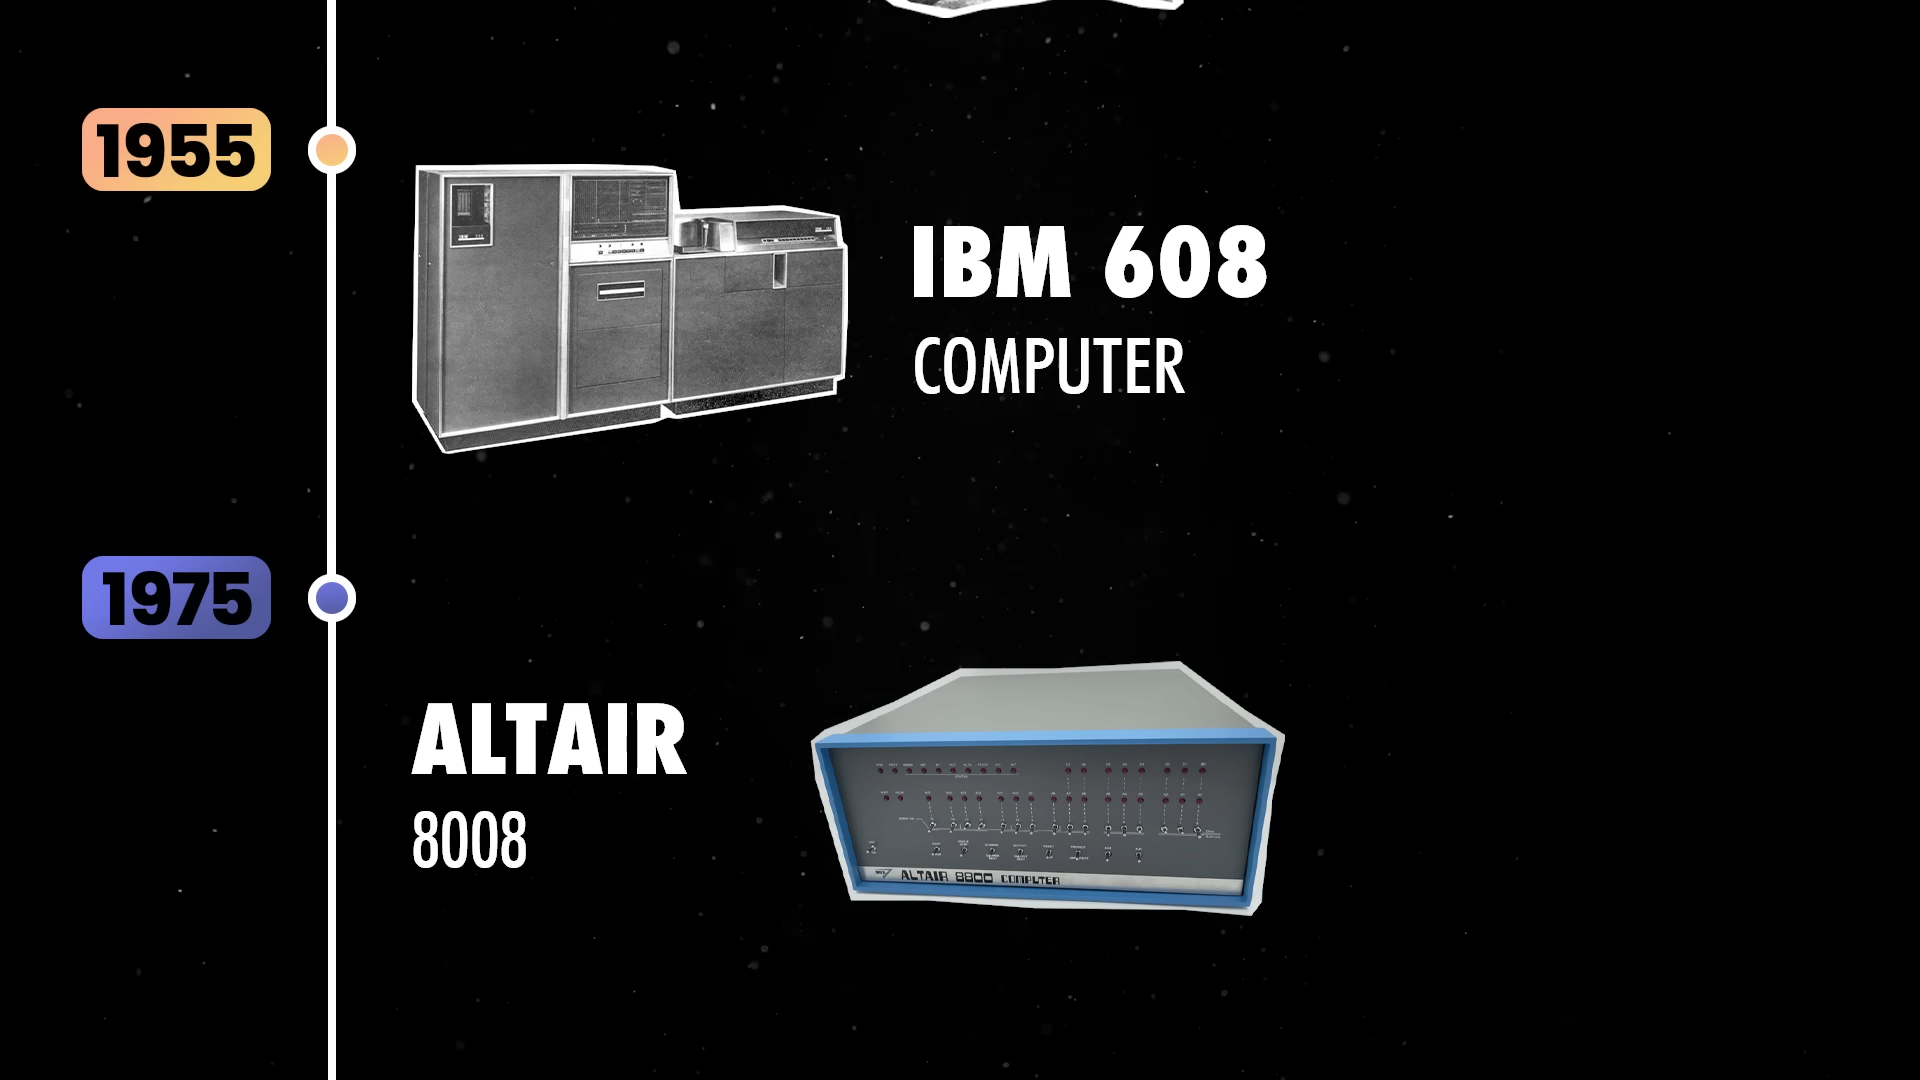 1955
IBM 608
COMPUTER
1975
ALTAIR
8008
ALTAIR 8800 COMPUTER